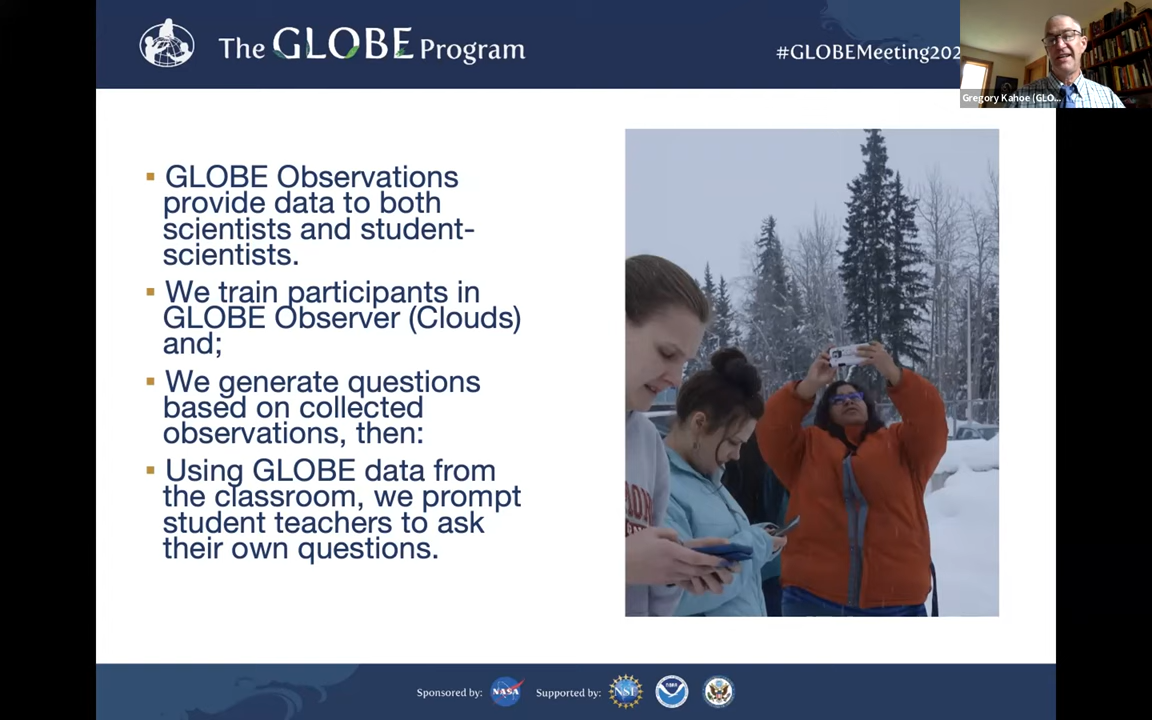 The GLOBE Program
#GLOBEMeeting202
Gregory Kahoe (GLO...
▪ GLOBE Observations
provide data to both
scientists and student-
scientists.
▪ We train participants in
GLOBE Observer (Clouds)
and;
▪ We generate questions
based on collected
observations, then:
▪ Using GLOBE data from
the classroom, we prompt
student teachers to ask
their own questions.
Sponsored by: NASA Supported by: NSF